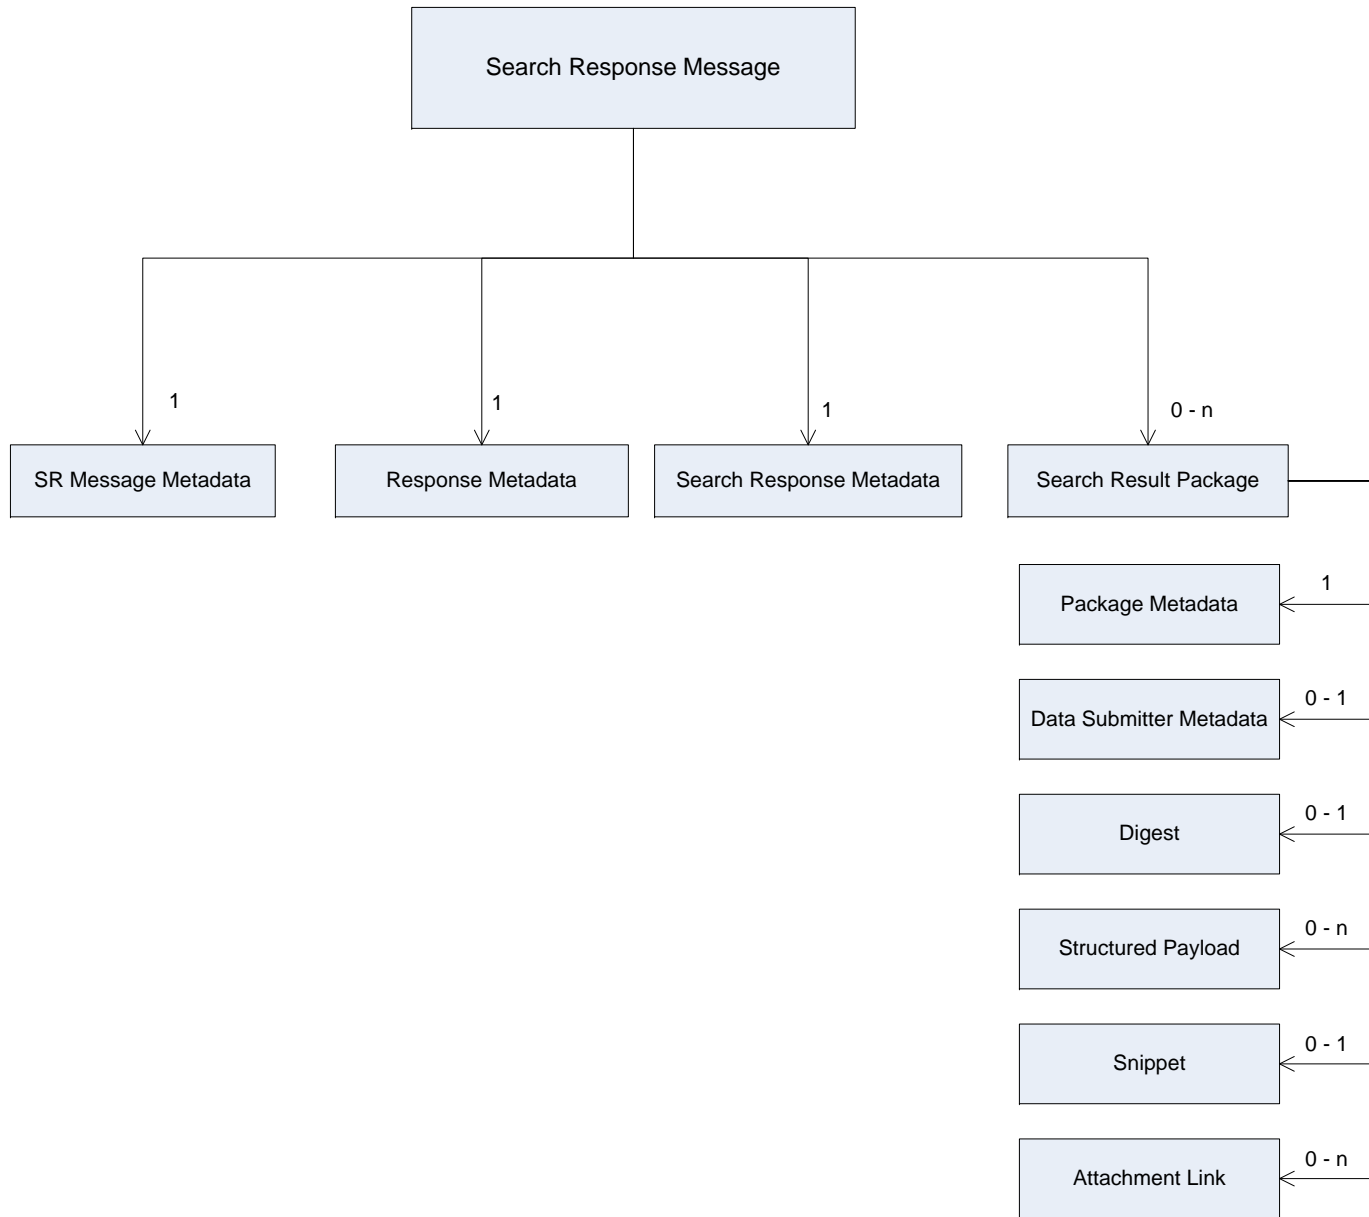 Search Response Message
1
1
1
0 - n
SR Message Metadata
Response Metadata
Search Response Metadata
Search Result Package
1
Package Metadata
0 - 1
Data Submitter Metadata
0 - 1
Digest
0 - n
Structured Payload
0 - 1
Snippet
0 - n
Attachment Link